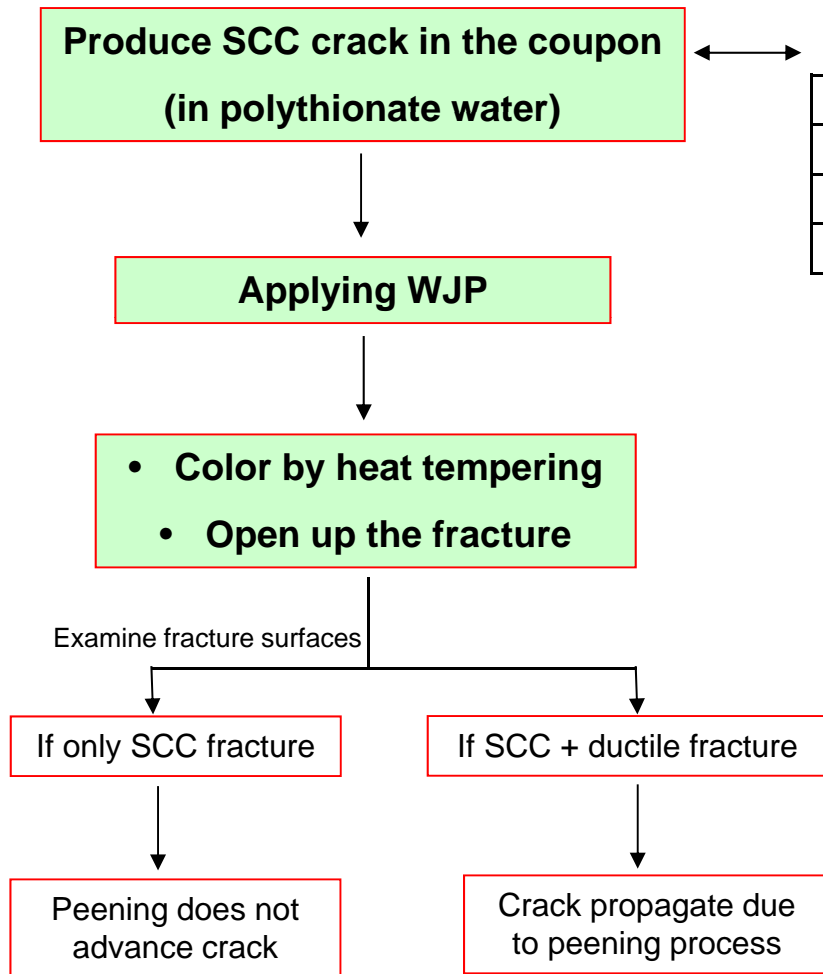 Produce SCC crack in the coupon
(in polythionate water)
Applying WJP
• Color by heat tempering
• Open up the fracture
Examine fracture surfaces
If only SCC fracture
If SCC + ductile fracture
Peening does not
advance crack
Crack propagate due
to peening process